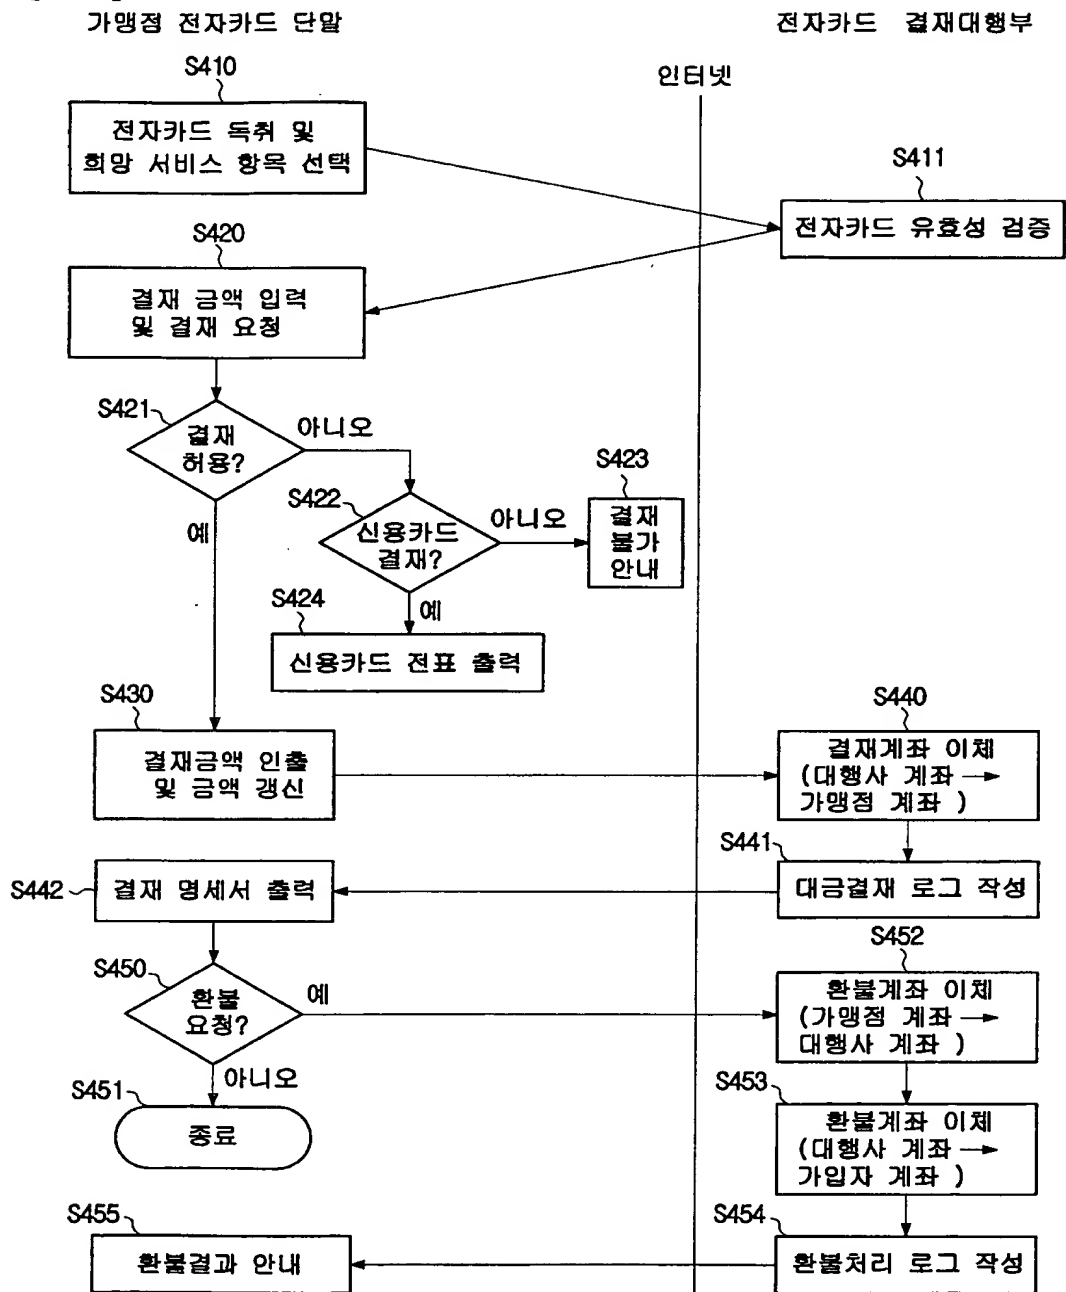 가맹점 전자카드 단말
전자카드 결재대행부
인터넷
S410
전자카드 독취 및
희망 서비스 항목 선택
S411
전자카드 유효성 검증
S420
결재 금액 입력
및 결재 요청
S421
결재
허용?
아니오
예
S422
신용카드
결재?
아니오
S423
결재
불가
안내
예
S424
신용카드 전표 출력
S430
결재금액 인출
및 금액 갱신
S440
결재계좌 이체
(대행사 계좌 →
가맹점 계좌 )
S441
대금결재 로그 작성
S442
결재 명세서 출력
S450
환불
요청?
예
S452
환불계좌 이체
(가맹점 계좌 →
대행사 계좌 )
아니오
S451
종료
S453
환불계좌 이체
(대행사 계좌 →
가입자 계좌 )
S454
환불처리 로그 작성
S455
환불결과 안내